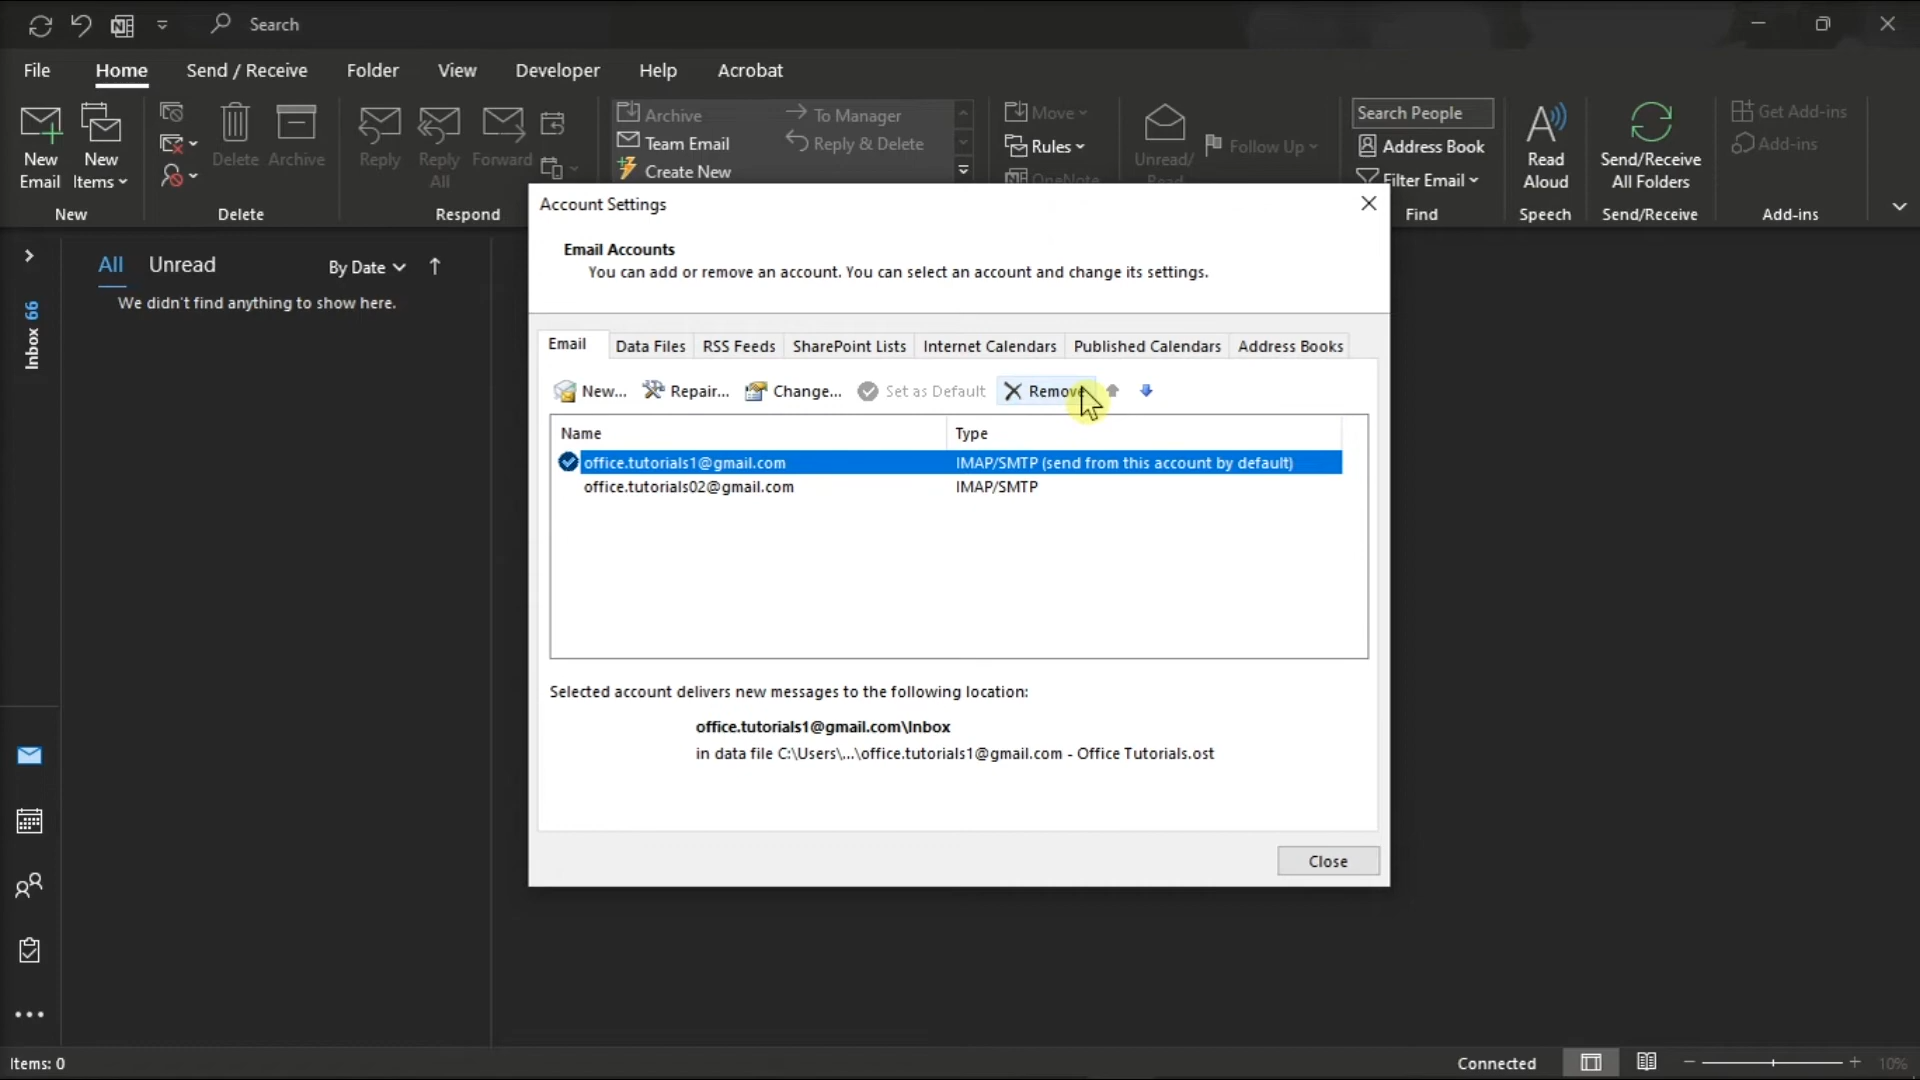 Search
File Home Send / Receive Folder View Developer Help Acrobat
New Email
New Items
New
Delete Archive
Delete
Reply Reply All Forward
Respond
Archive To Manager
Team Email Reply & Delete
Create New
Move
Rules
OneNote
Unread/ Read
Follow Up
Search People
Address Book
Filter Email
Find
Read Aloud
Speech
Send/Receive All Folders
Send/Receive
Get Add-ins
Add-ins
Add-ins
Inbox 66
All Unread By Date
We didn't find anything to show here.
Account Settings
Email Accounts
You can add or remove an account. You can select an account and change its settings.
Email Data Files RSS Feeds SharePoint Lists Internet Calendars Published Calendars Address Books
New... Repair... Change... Set as Default Remove
Name Type
office.tutorials1@gmail.com IMAP/SMTP (send from this account by default)
office.tutorials02@gmail.com IMAP/SMTP
Selected account delivers new messages to the following location:
office.tutorials1@gmail.com\Inbox
in data file C:\Users\...\office.tutorials1@gmail.com - Office Tutorials.ost
Close
Items: 0 Connected 10%